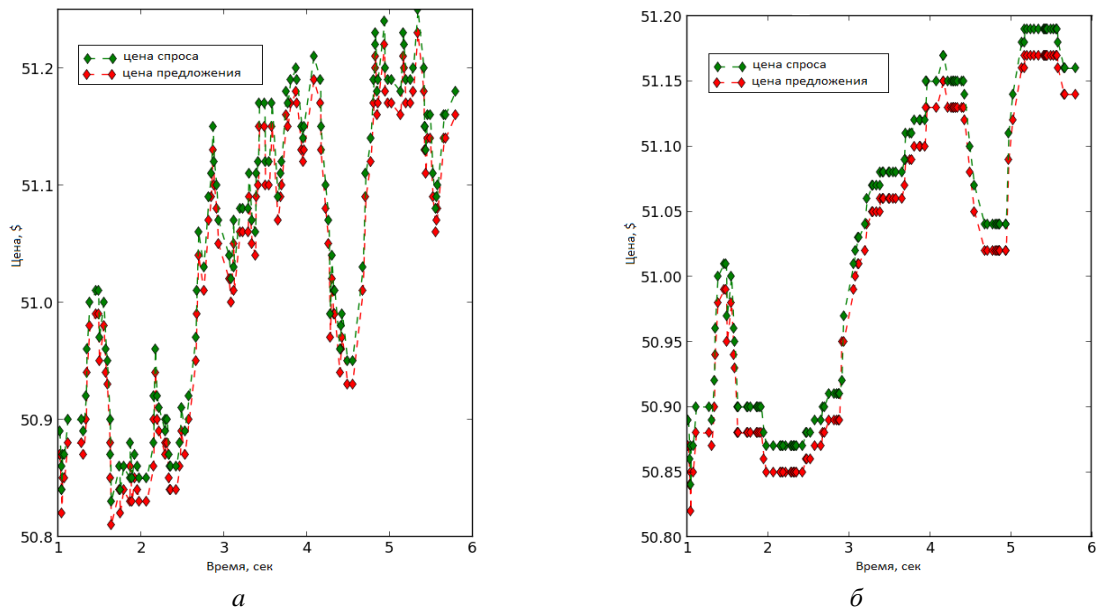 цена спроса
цена предложения
51.2
51.1
51.0
50.9
50.8
Цена, $
1 2 3 4 5 6
Время, сек
а
цена спроса
цена предложения
51.20
51.15
51.10
51.05
51.00
50.95
50.90
50.85
50.80
Цена, $
1 2 3 4 5 6
Время, сек
б